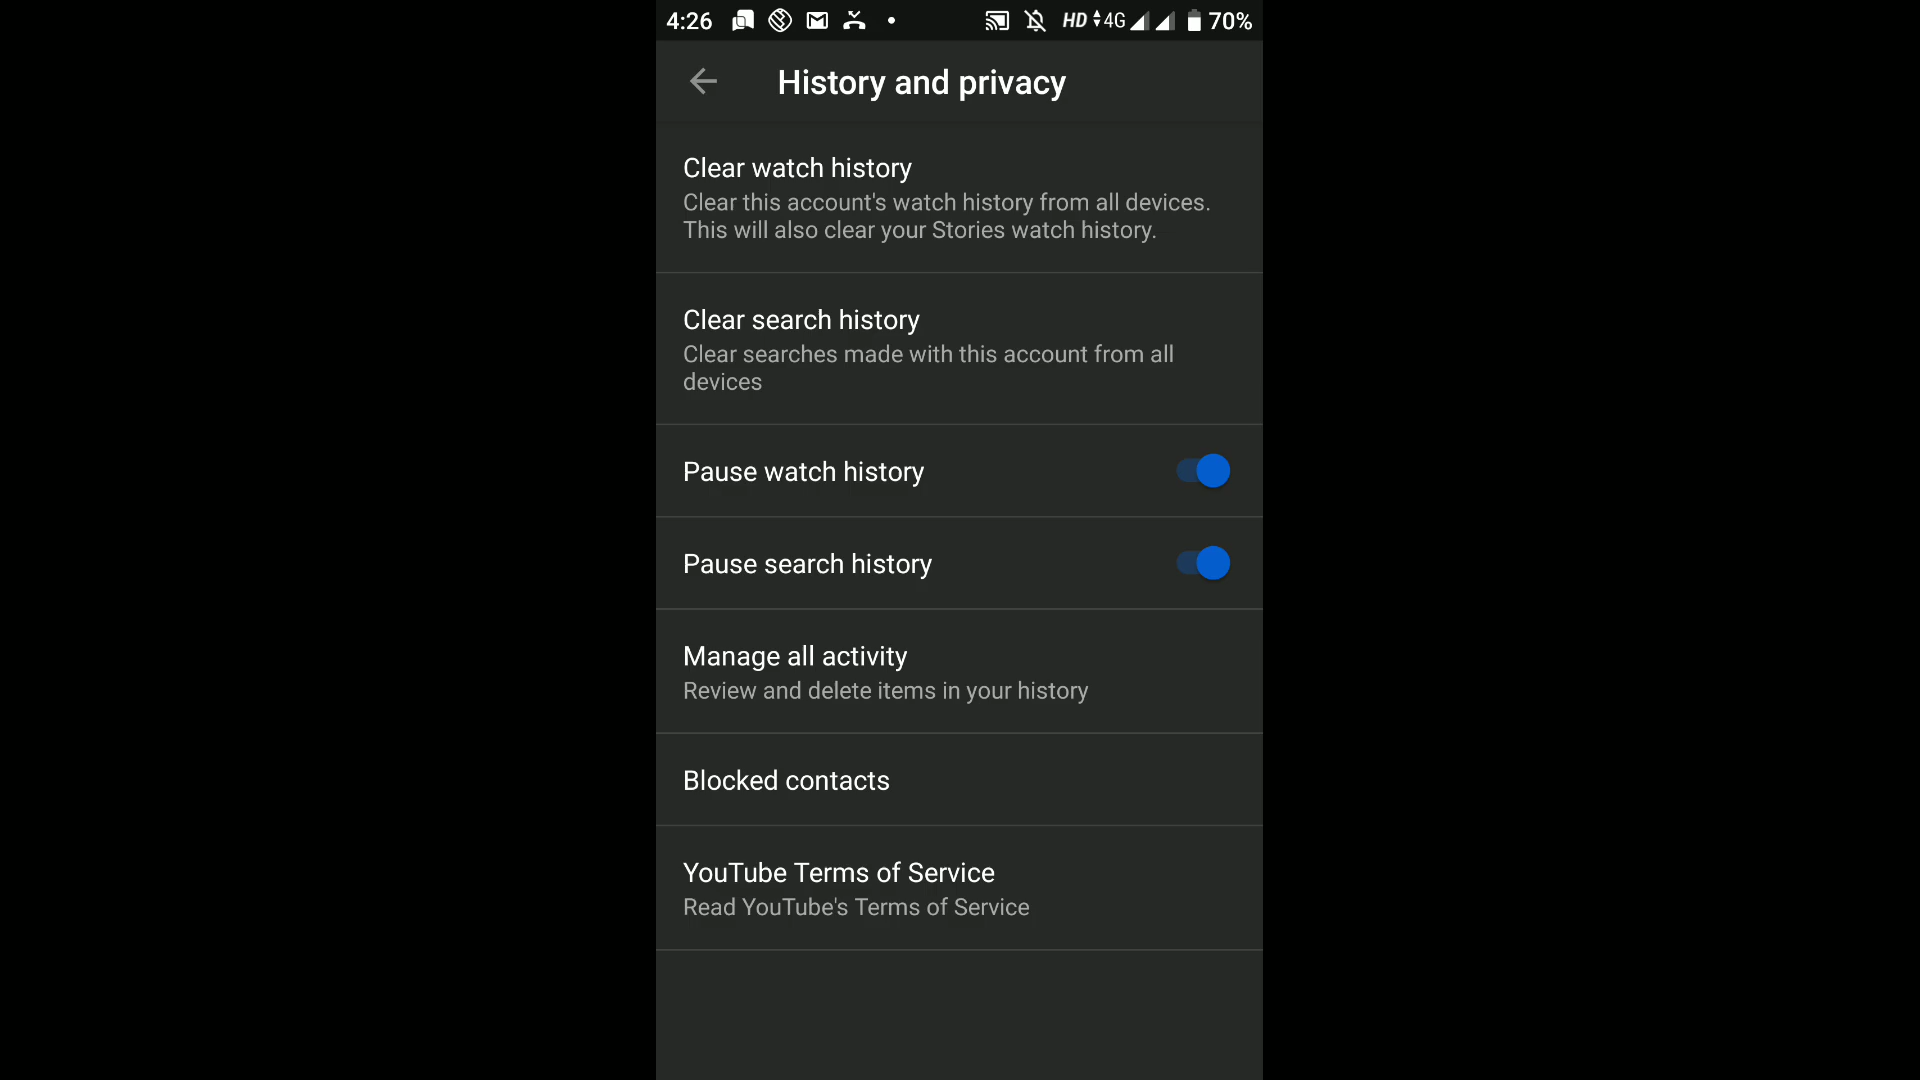 4:26 HD 4G 70%
History and privacy
Clear watch history
Clear this account's watch history from all devices.
This will also clear your Stories watch history.
Clear search history
Clear searches made with this account from all
devices
Pause watch history
Pause search history
Manage all activity
Review and delete items in your history
Blocked contacts
YouTube Terms of Service
Read YouTube's Terms of Service